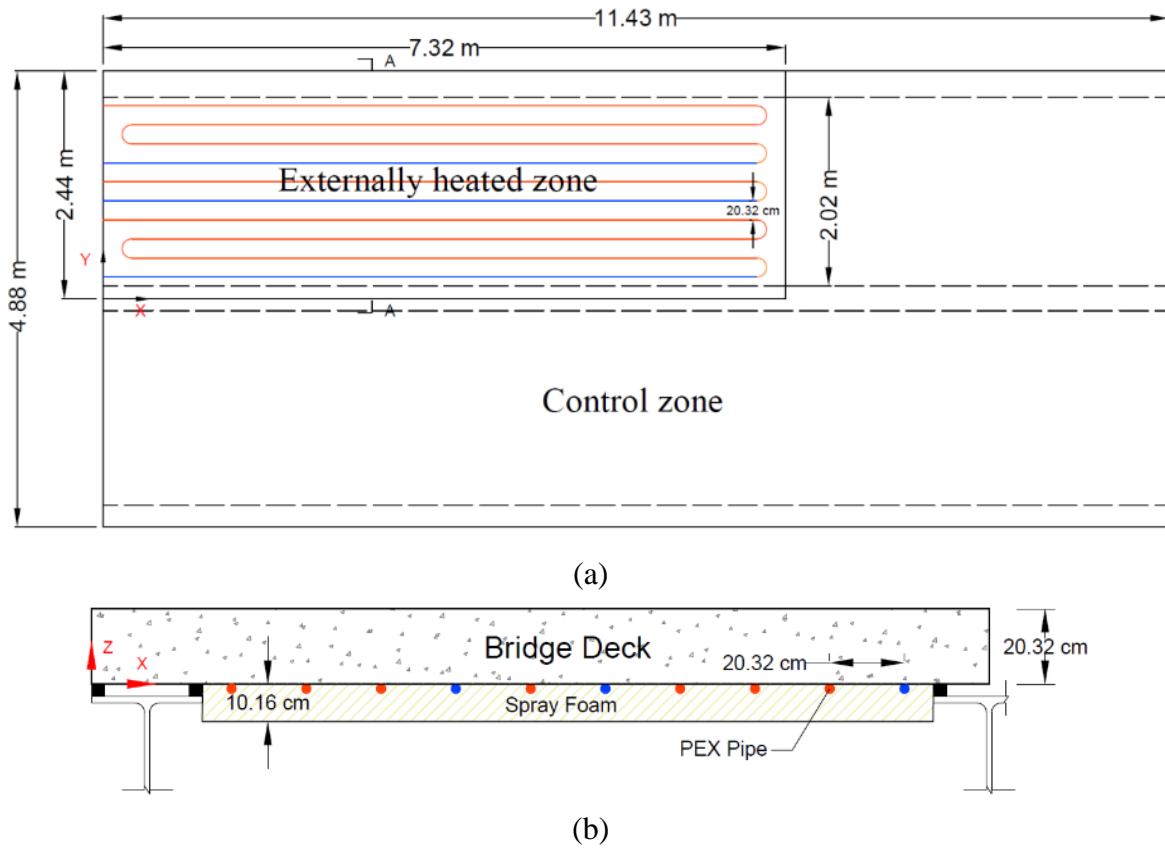 11.43 m
7.32 m
A
2.44 m
Externally heated zone
20.32 cm
2.02 m
4.88 m
Y
X
A
Control zone
(a)
Z
X
Bridge Deck
20.32 cm
20.32 cm
10.16 cm
Spray Foam
PEX Pipe
(b)